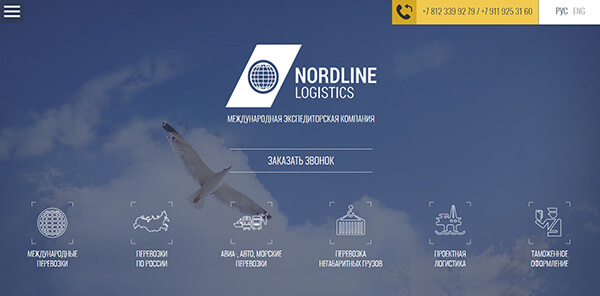 +7 812 339 92 79 / +7 911 925 31 60
РУС ENG
NORDLINE
LOGISTICS
МЕЖДУНАРОДНАЯ ЭКСПЕДИТОРСКАЯ КОМПАНИЯ
ЗАКАЗАТЬ ЗВОНОК
МЕЖДУНАРОДНЫЕ
ПЕРЕВОЗКИ
ПЕРЕВОЗКИ
ПО РОССИИ
АВИА-, АВТО, МОРСКИЕ
ПЕРЕВОЗКИ
ПЕРЕВОЗКА
НЕГАБАРИТНЫХ ГРУЗОВ
ПРОЕКТНАЯ
ЛОГИСТИКА
ТАМОЖЕННОЕ
ОФОРМЛЕНИЕ